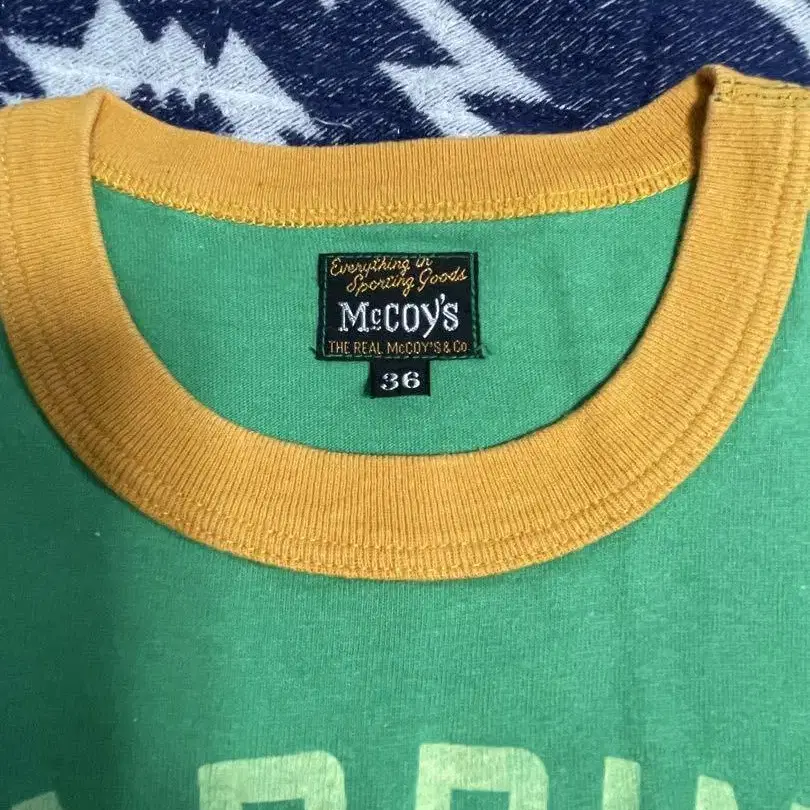 Everything in
Sporting Goods
McCOY'S
THE REAL McCOY'S & Co.
36